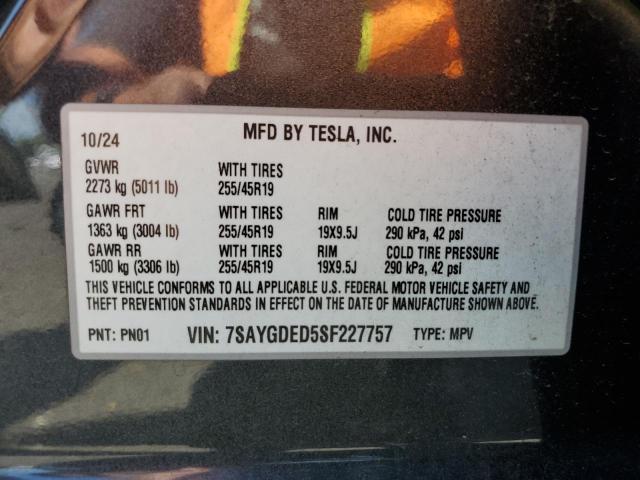 10/24 MFD BY TESLA, INC.
GVWR WITH TIRES
2273 kg (5011 lb) 255/45R19
GAWR FRT WITH TIRES RIM COLD TIRE PRESSURE
1363 kg (3004 lb) 255/45R19 19X9.5J 290 kPa, 42 psi
GAWR RR WITH TIRES RIM COLD TIRE PRESSURE
1500 kg (3306 lb) 255/45R19 19X9.5J 290 kPa, 42 psi
THIS VEHICLE CONFORMS TO ALL APPLICABLE U.S. FEDERAL MOTOR VEHICLE SAFETY AND
THEFT PREVENTION STANDARDS IN EFFECT ON THE DATE OF MANUFACTURE SHOWN ABOVE.
PNT: PN01 VIN: 7SAYGDED5SF227757 TYPE: MPV